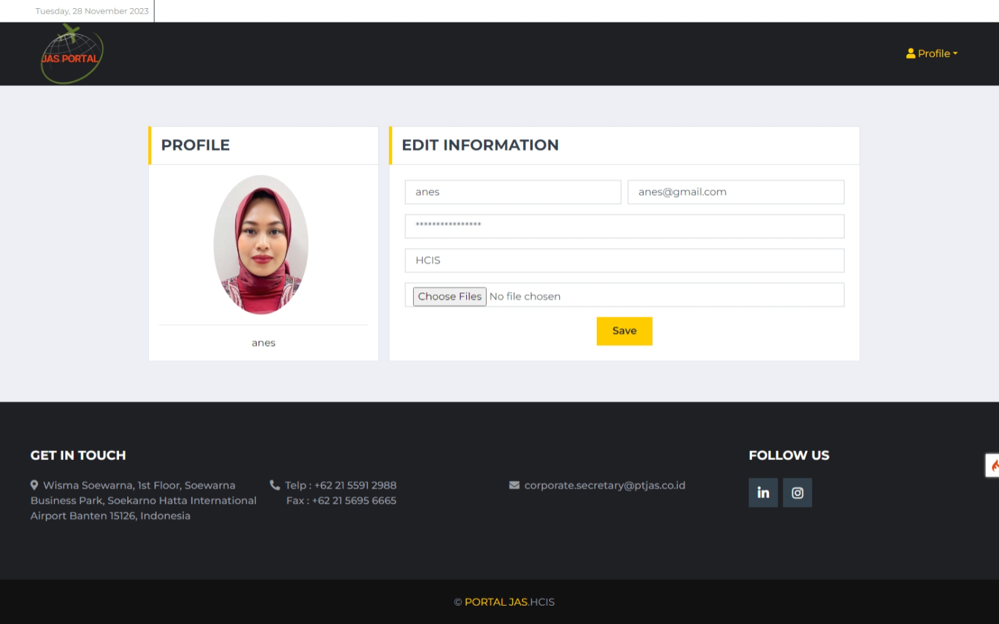 Tuesday, 28 November 2023
JAS PORTAL
Profile
PROFILE
anes
EDIT INFORMATION
anes
anes@gmail.com
****************
HCIS
Choose Files No file chosen
Save
GET IN TOUCH
Wisma Soewarna, 1st Floor, Soewarna
Business Park, Soekarno Hatta International
Airport Banten 15126, Indonesia
Telp : +62 21 5591 2988
Fax : +62 21 5695 6665
corporate.secretary@ptjas.co.id
FOLLOW US
in
© PORTAL JAS.HCIS